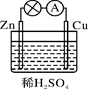 A
Zn Cu
稀H₂SO₄